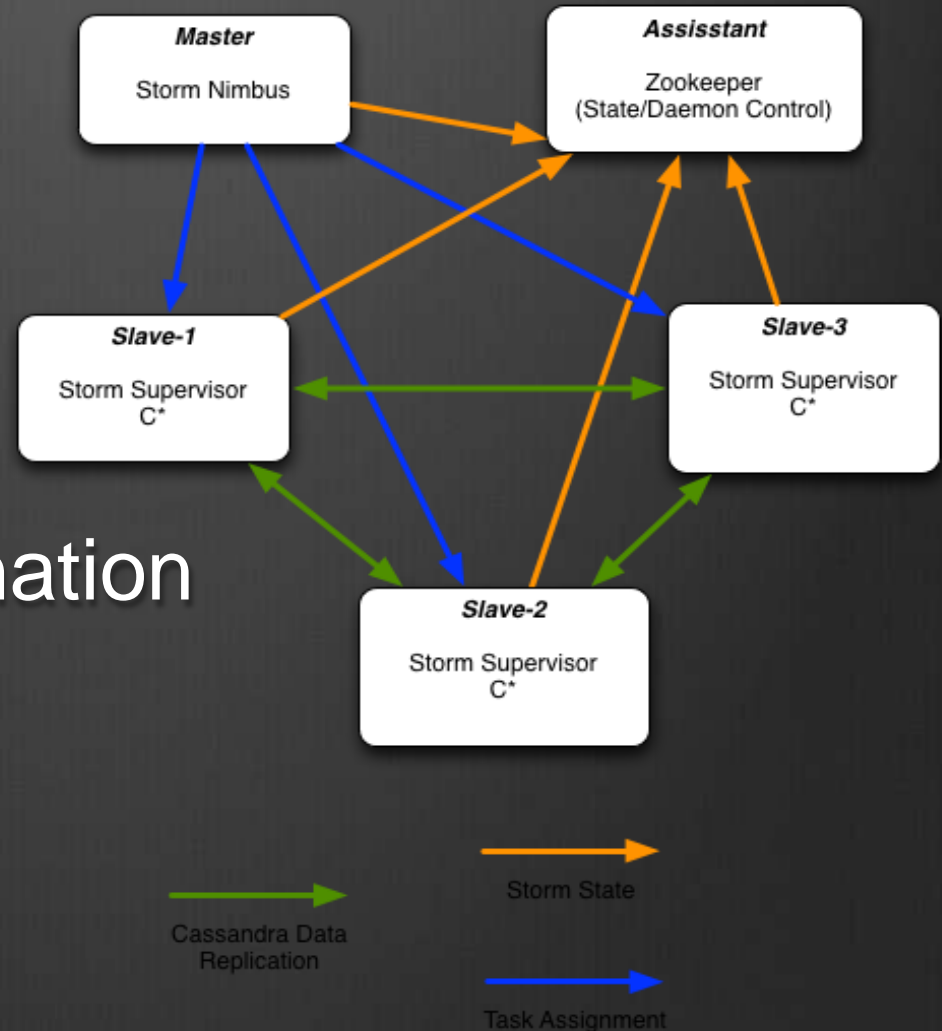 Master
Storm Nimbus
Assisstant
Zookeeper
(State/Daemon Control)
Slave-1
Storm Supervisor
C*
Slave-3
Storm Supervisor
C*
nation
Slave-2
Storm Supervisor
C*
Storm State
Cassandra Data
Replication
Task Assignment